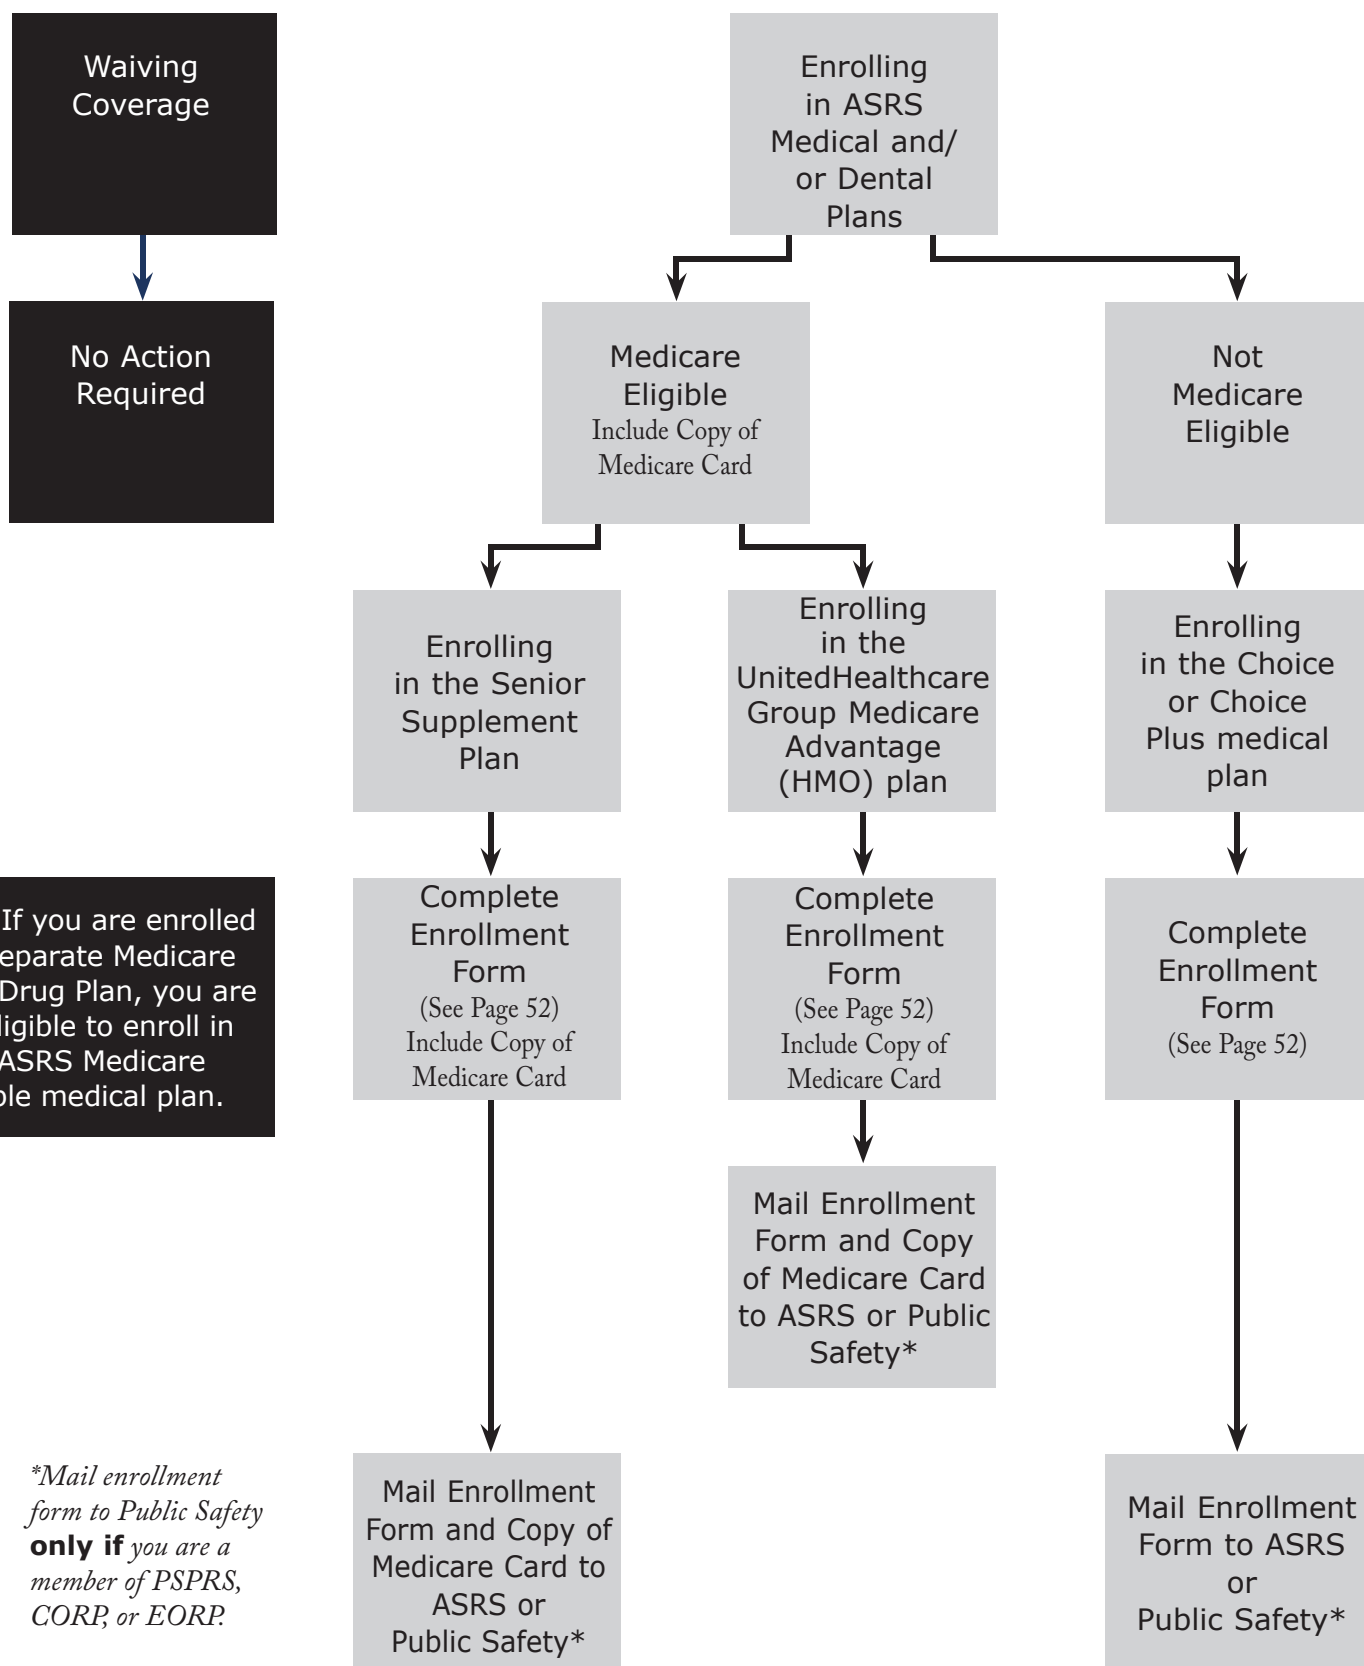 Waiving
Coverage
Enrolling
in ASRS
Medical and/
or Dental
Plans
No Action
Required
Medicare
Eligible
Include Copy of
Medicare Card
Not
Medicare
Eligible
Enrolling
in the Senior
Supplement
Plan
Enrolling
in the
UnitedHealthcare
Group Medicare
Advantage
(HMO) plan
Enrolling
in the Choice
or Choice
Plus medical
plan
If you are enrolled
eparate Medicare
Drug Plan, you are
ligible to enroll in
ASRS Medicare
ble medical plan.
Complete
Enrollment
Form
(See Page 52)
Include Copy of
Medicare Card
Complete
Enrollment
Form
(See Page 52)
Include Copy of
Medicare Card
Complete
Enrollment
Form
(See Page 52)
Mail Enrollment
Form and Copy
of Medicare Card
to ASRS or Public
Safety*
*Mail enrollment
form to Public Safety
only if you are a
member of PSPRS,
CORP, or EORP.
Mail Enrollment
Form and Copy of
Medicare Card to
ASRS or
Public Safety*
Mail Enrollment
Form to ASRS
or
Public Safety*